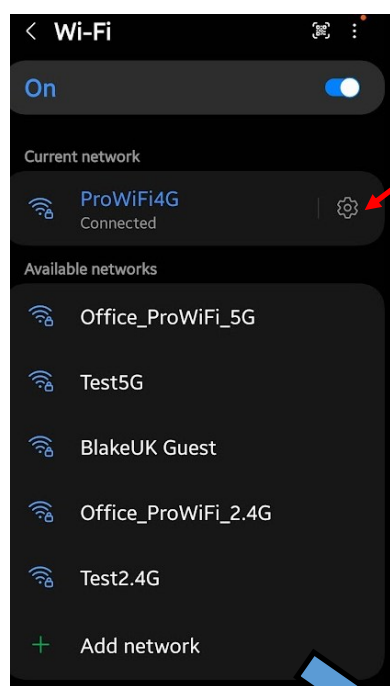 Wi-Fi
On
Current network
ProWiFi4G
Connected
Available networks
Office_ProWiFi_5G
Test5G
BlakeUK Guest
Office_ProWiFi_2.4G
Test2.4G
Add network